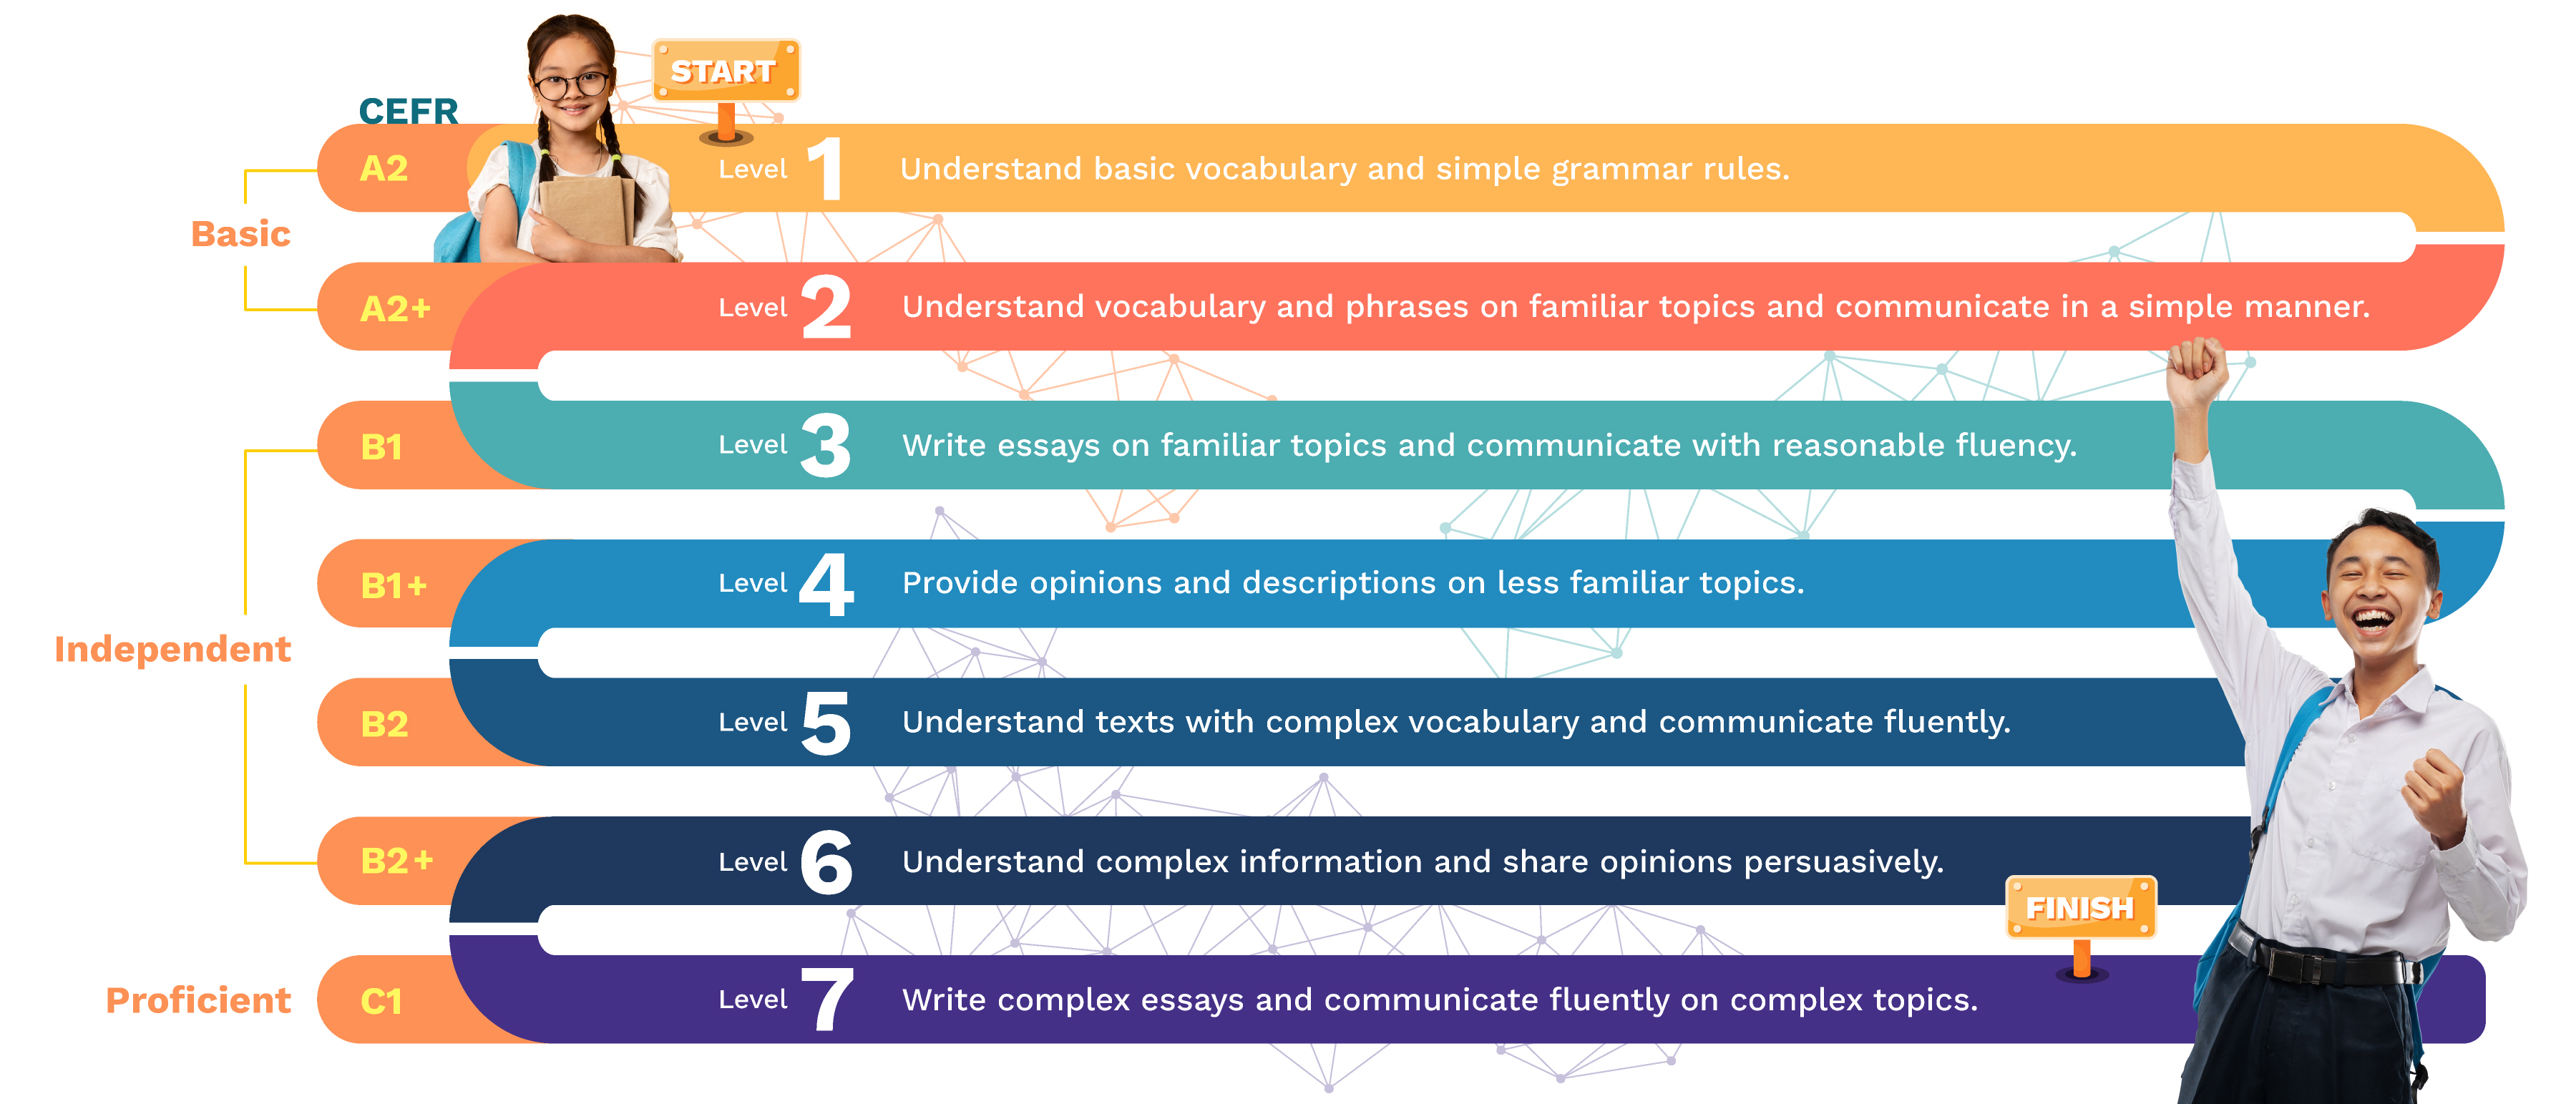 START
CEFR
A2
Level 1
Understand basic vocabulary and simple grammar rules.
Basic
A2+
Level 2
Understand vocabulary and phrases on familiar topics and communicate in a simple manner.
B1
Level 3
Write essays on familiar topics and communicate with reasonable fluency.
B1+
Level 4
Provide opinions and descriptions on less familiar topics.
Independent
B2
Level 5
Understand texts with complex vocabulary and communicate fluently.
B2+
Level 6
Understand complex information and share opinions persuasively.
FINISH
Proficient
C1
Level 7
Write complex essays and communicate fluently on complex topics.